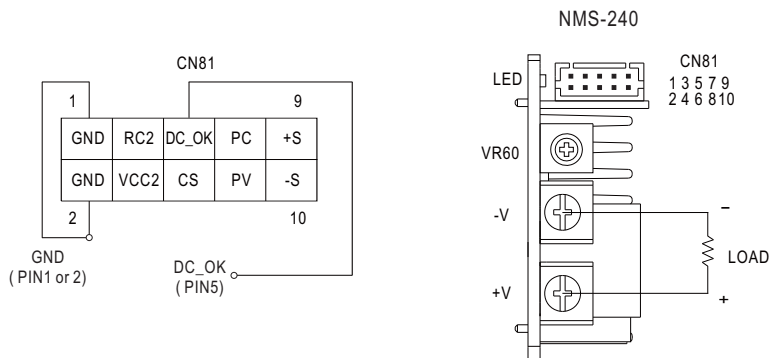 NMS-240
CN81
1 9
GND RC2 DC_OK PC +S
GND VCC2 CS PV -S
2 10
GND
( PIN1 or 2)
DC_OK
( PIN5)
LED
CN81
1 3 5 7 9
2 4 6 8 10
VR60
-V
+V
−
LOAD
+